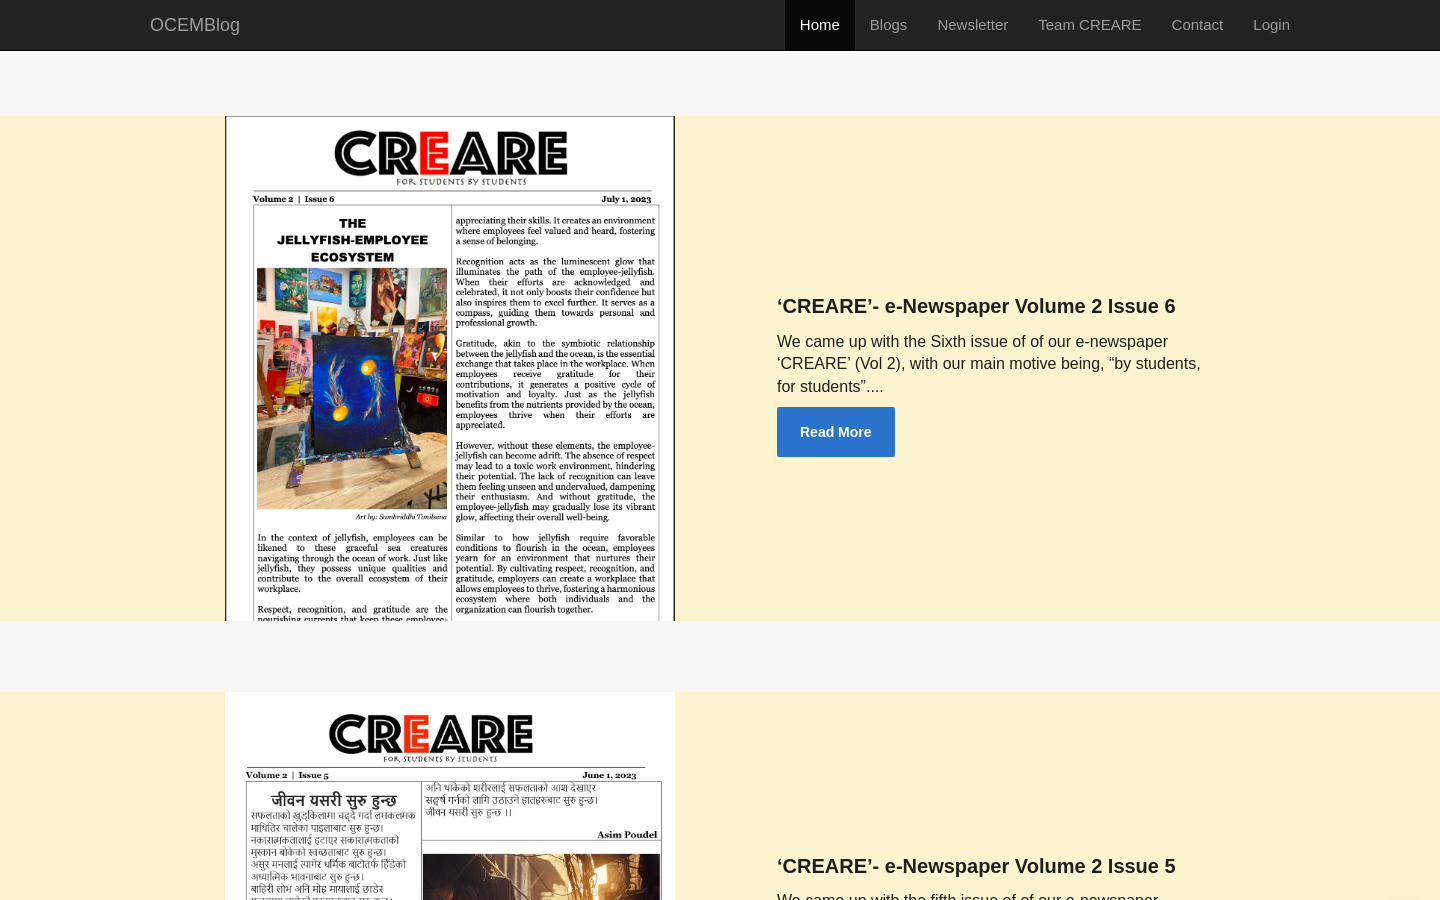 OCEMBlog
Home
Blogs
Newsletter
Team CREARE
Contact
Login
CREARE
FOR STUDENTS BY STUDENTS
Volume 2 | Issue 6
July 1, 2023
THE
JELLYFISH-EMPLOYEE
ECOSYSTEM
Art by: Sambriddhi Timilsena
In the context of jellyfish, employees can be
likened to these graceful sea creatures
navigating through the ocean of work. Just like
jellyfish, they possess unique qualities and
contribute to the overall ecosystem of their
workplace.
Respect, recognition, and gratitude are the
nourishing currents that keep these employee-
appreciating their skills. It creates an environment
where employees feel valued and heard, fostering
a sense of belonging.
Recognition acts as the luminescent glow that
illuminates the path of the employee-jellyfish.
When their efforts are acknowledged and
celebrated, it not only boosts their confidence but
also inspires them to excel further. It serves as a
compass, guiding them towards personal and
professional growth.
Gratitude, akin to the symbiotic relationship
between the jellyfish and the ocean, is the essential
exchange that takes place in the workplace. When
employees receive gratitude for their
contributions, it generates a positive cycle of
motivation and loyalty. Just as the jellyfish
benefits from the nutrients provided by the ocean,
employees thrive when their efforts are
appreciated.
However, without these elements, the employee-
jellyfish can become adrift. The absence of respect
may lead to a toxic work environment, hindering
their potential. The lack of recognition can leave
them feeling unseen and undervalued, dampening
their enthusiasm. And without gratitude, the
employee-jellyfish may gradually lose its vibrant
glow, affecting their overall well-being.
Similar to how jellyfish require favorable
conditions to flourish in the ocean, employees
yearn for an environment that nurtures their
potential. By cultivating respect, recognition, and
gratitude, employers can create a workplace that
allows employees to thrive, fostering a harmonious
ecosystem where both individuals and the
organization can flourish together.
‘CREARE’- e-Newspaper Volume 2 Issue 6
We came up with the Sixth issue of of our e-newspaper
‘CREARE’ (Vol 2), with our main motive being, “by students,
for students”....
Read More
CREARE
FOR STUDENTS BY STUDENTS
Volume 2 | Issue 5
June 1, 2023
जीवन यसरी सुरु हुन्छ
सफलताको खुड्किलामा चढ्दै गर्दा लमकलमक
माथितिर चालेका पाइलाबाट सुरु हुन्छ।
नकारात्मकतालाई हटाएर सकारात्मकताको
मुस्कान बोकेको स्वच्छताबाट सुरु हुन्छ।
असुर मनलाई त्यागेर धर्मिक बाटोतर्फ हिँडेको
अध्यात्मिक भावनाबाट सुरु हुन्छ।
बाहिरी लोभ अनि मोह मायालाई छाडेर
अनि थाकेको शरीरलाई सफलताको आश देखाएर
सङ्घर्ष गर्नको लागि उठाउने हातहरुबाट सुरु हुन्छ।
जीवन यसरी सुरु हुन्छ ।।
Asim Poudel
‘CREARE’- e-Newspaper Volume 2 Issue 5
We came up with the fifth issue of of our e-newspaper